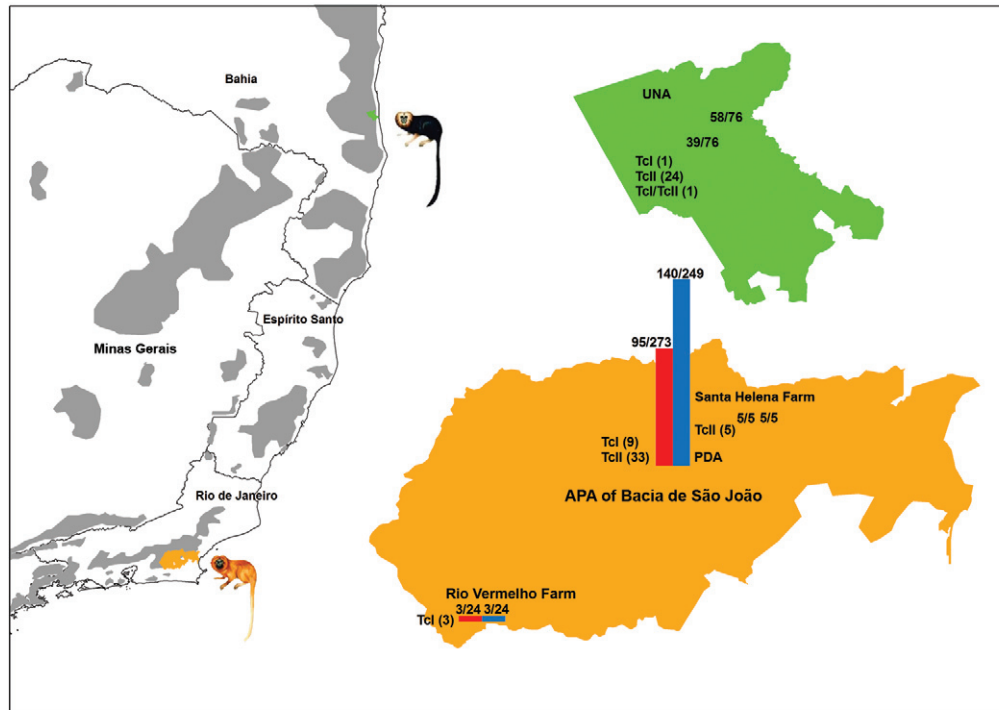 Bahia
Minas Gerais
Espírito Santo
Rio de Janeiro
UNA
58/76
39/76
TcI (1)
TcII (24)
TcI/TcII (1)
140/249
95/273
Santa Helena Farm
5/5 5/5
TcII (5)
TcI (9)
TcII (33)
PDA
APA of Bacia de São João
Rio Vermelho Farm
3/24 3/24
TcI (3)